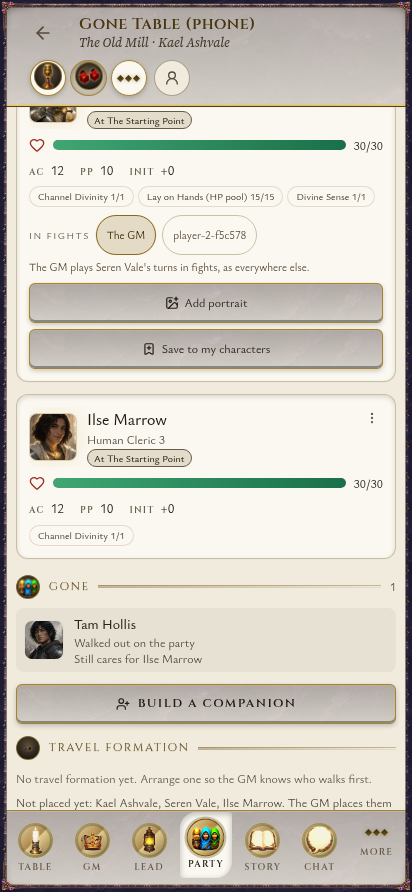 Gone Table (phone)
The Old Mill · Kael Ashvale
At The Starting Point
30/30
AC 12 PP 10 INIT +0
Channel Divinity 1/1 Lay on Hands (HP pool) 15/15 Divine Sense 1/1
IN FIGHTS The GM player-2-f5c578
The GM plays Seren Vale's turns in fights, as everywhere else.
Add portrait
Save to my characters
Ilse Marrow
Human Cleric 3
At The Starting Point
30/30
AC 12 PP 10 INIT +0
Channel Divinity 1/1
GONE 1
Tam Hollis
Walked out on the party
Still cares for Ilse Marrow
BUILD A COMPANION
TRAVEL FORMATION
No travel formation yet. Arrange one so the GM knows who walks first.
Not placed yet: Kael Ashvale, Seren Vale, Ilse Marrow. The GM places them
TABLE GM LEAD PARTY STORY CHAT MORE